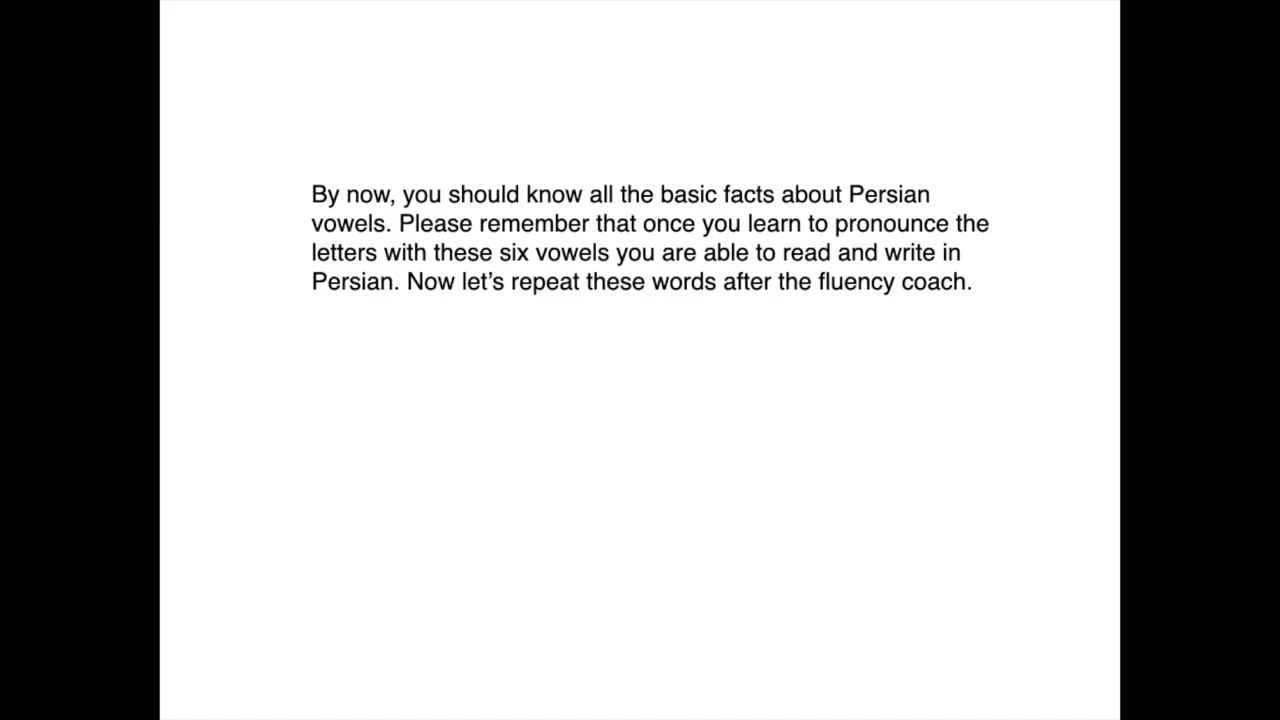 By now, you should know all the basic facts about Persian
vowels. Please remember that once you learn to pronounce the
letters with these six vowels you are able to read and write in
Persian. Now let’s repeat these words after the fluency coach.